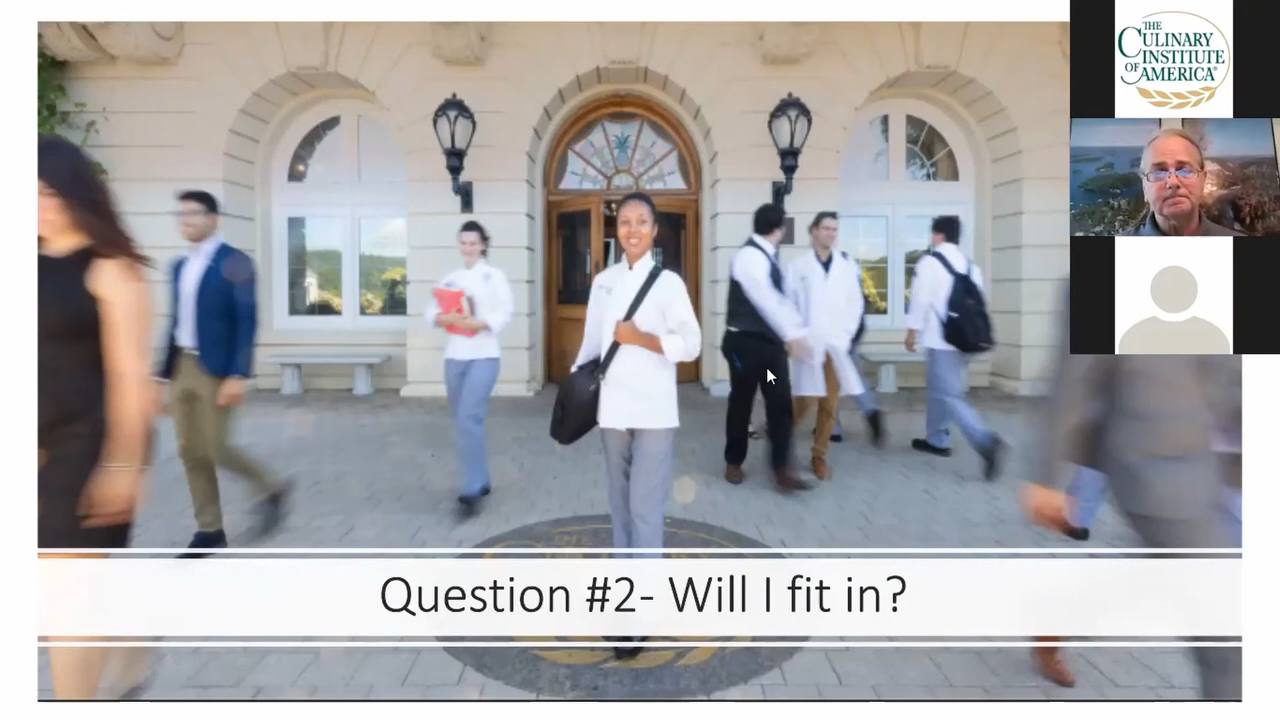 THE
CULINARY
INSTITUTE
OF AMERICA®
Question #2- Will I fit in?